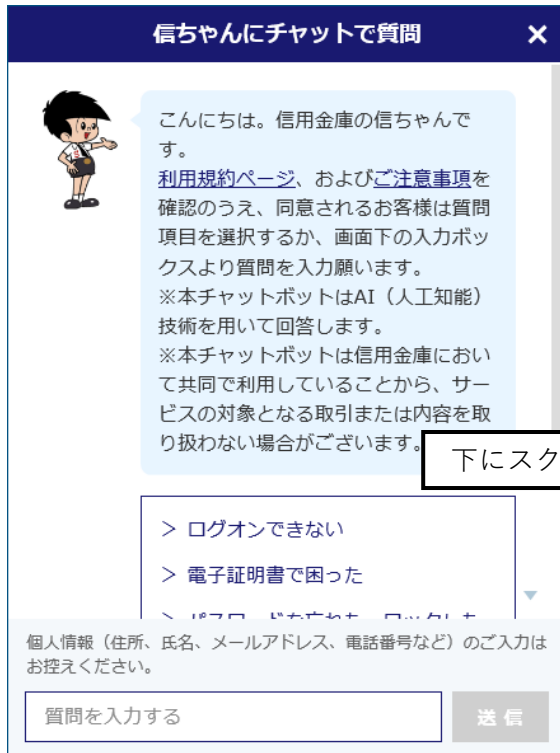 信ちゃんにチャットで質問
こんにちは。信用金庫の信ちゃんで
す。
利用規約ページ、およびご注意事項を
確認のうえ、同意されるお客様は質問
項目を選択するか、画面下の入力ボッ
クスより質問を入力願います。
※本チャットボットはAI（人工知能）
技術を用いて回答します。
※本チャットボットは信用金庫におい
て共同で利用していることから、サー
ビスの対象となる取引または内容を取
り扱わない場合がございます。
下にスク
＞ ログオンできない
＞ 電子証明書で困った
個人情報（住所、氏名、メールアドレス、電話番号など）のご入力は
お控えください。
質問を入力する
送信